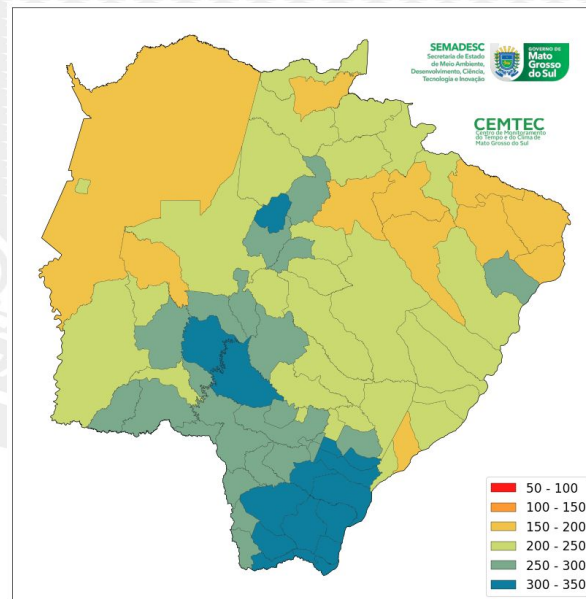 SEMADESC
Secretaria de Estado
de Meio Ambiente,
Desenvolvimento, Ciência,
Tecnologia e Inovação
GOVERNO DE
Mato
Grosso
do Sul
CEMTEC
Centro de Monitoramento
do Tempo e do Clima de
Mato Grosso do Sul
50 - 100
100 - 150
150 - 200
200 - 250
250 - 300
300 - 350